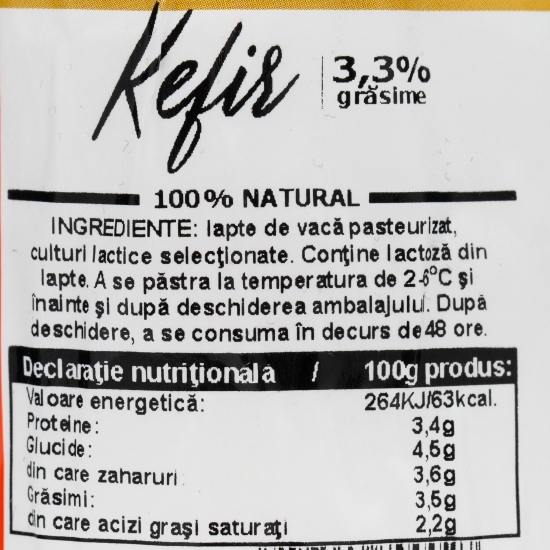 Kefir
3,3%
grăsime
100% NATURAL
INGREDIENTE: lapte de vacă pasteurizat,
culturi lactice selecţionate. Conţine lactoză din
lapte. A se păstra la temperatura de 2-6°C şi
înainte şi după deschiderea ambalajului. După
deschidere, a se consuma în decurs de 48 ore.
Declaraţie nutriţională / 100g produs:
Valoare energetică: 264KJ/63kcal.
Proteine: 3,4g
Glucide: 4,5g
din care zaharuri 3,6g
Grăsimi: 3,5g
din care acizi graşi saturaţi 2,2g